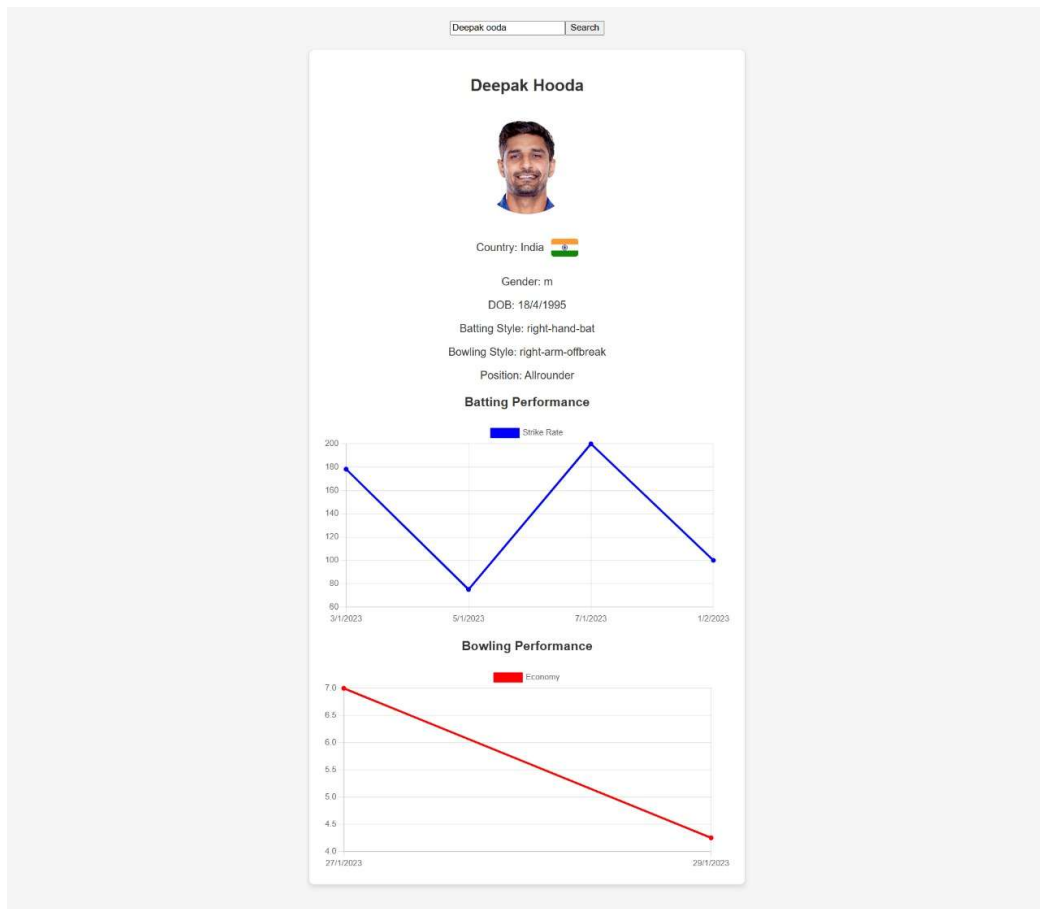 Deepak ooda Search
Deepak Hooda
Country: India
Gender: m
DOB: 18/4/1995
Batting Style: right-hand-bat
Bowling Style: right-arm-offbreak
Position: Allrounder
Batting Performance
Strike Rate
200
180
160
140
120
100
80
60
3/1/2023 5/1/2023 7/1/2023 1/2/2023
Bowling Performance
Economy
7.0
6.5
6.0
5.5
5.0
4.5
4.0
27/1/2023 29/1/2023